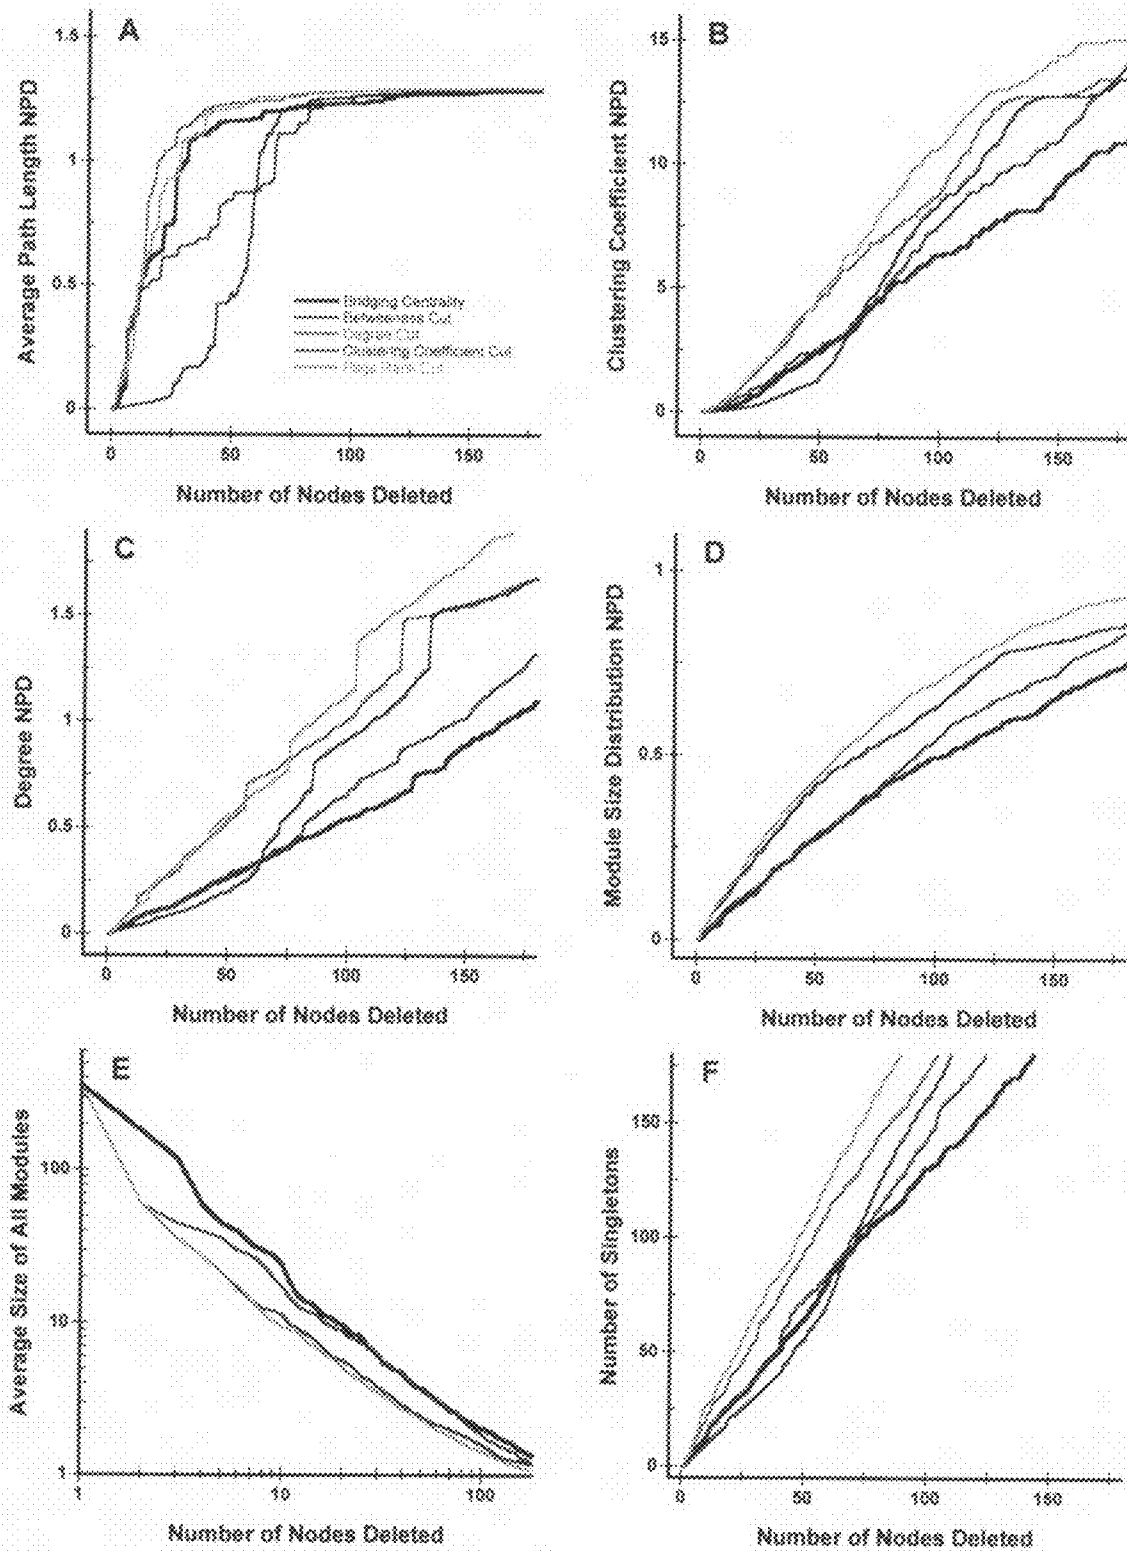 A
1.5
1
0.5
0
Average Path Length NPD
Bridging Centrality
Betweeness Cut
Degree Cut
Clustering Coefficient Cut
Page Rank Cut
0 50 100 150
Number of Nodes Deleted
B
15
10
5
0
Clustering Coefficient NPD
0 50 100 150
Number of Nodes Deleted
C
1.5
1
0.5
0
Degree NPD
0 50 100 150
Number of Nodes Deleted
D
1
0.5
0
Module Size Distribution NPD
0 50 100 150
Number of Nodes Deleted
E
100
10
1
Average Size of All Modules
1 10 100
Number of Nodes Deleted
F
150
100
50
0
Number of Singletons
0 50 100 150
Number of Nodes Deleted